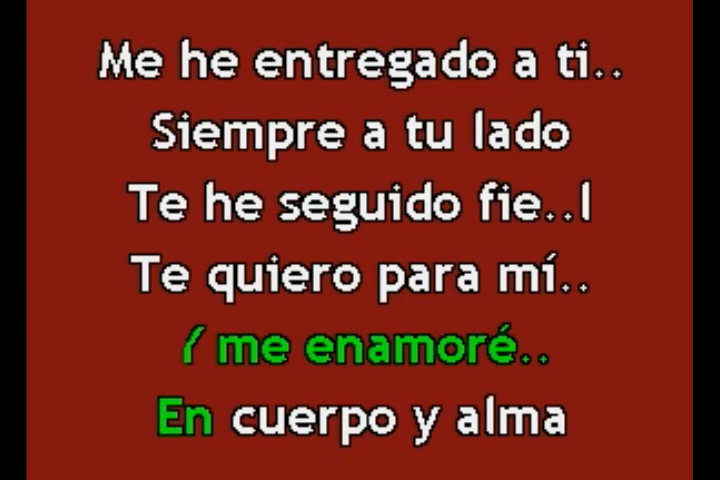 Me he entregado a ti..
Siempre a tu lado
Te he seguido fie..l
Te quiero para mí..
Y me enamoré..
En cuerpo y alma